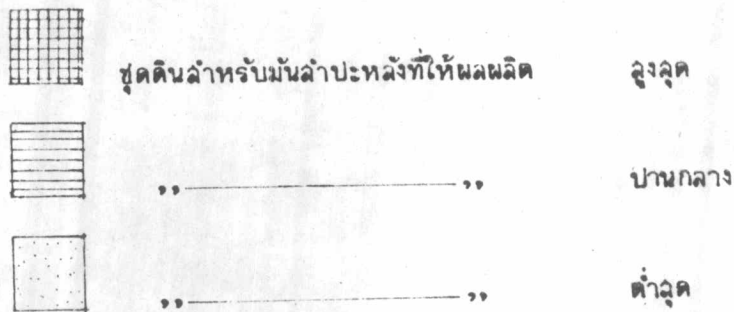 ชุดดินสำหรับมันสำปะหลังที่ให้ผลผลิต สูงสุด
,, ———————— ,, ปานกลาง
,, ———————— ,, ต่ำสุด